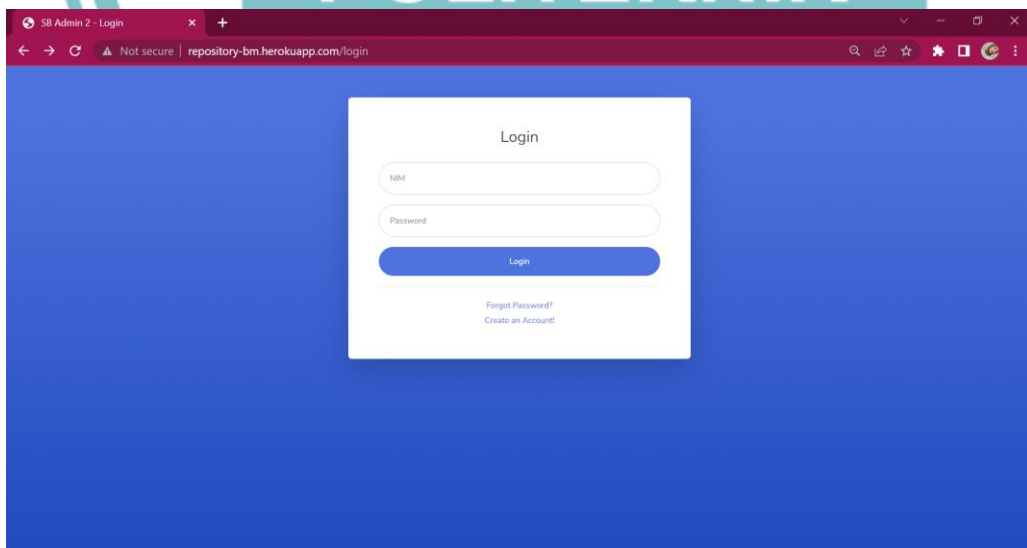 SB Admin 2 - Login
Not secure | repository-bm.herokuapp.com/login
Login
NIM
Password
Login
Forgot Password?
Create an Account!